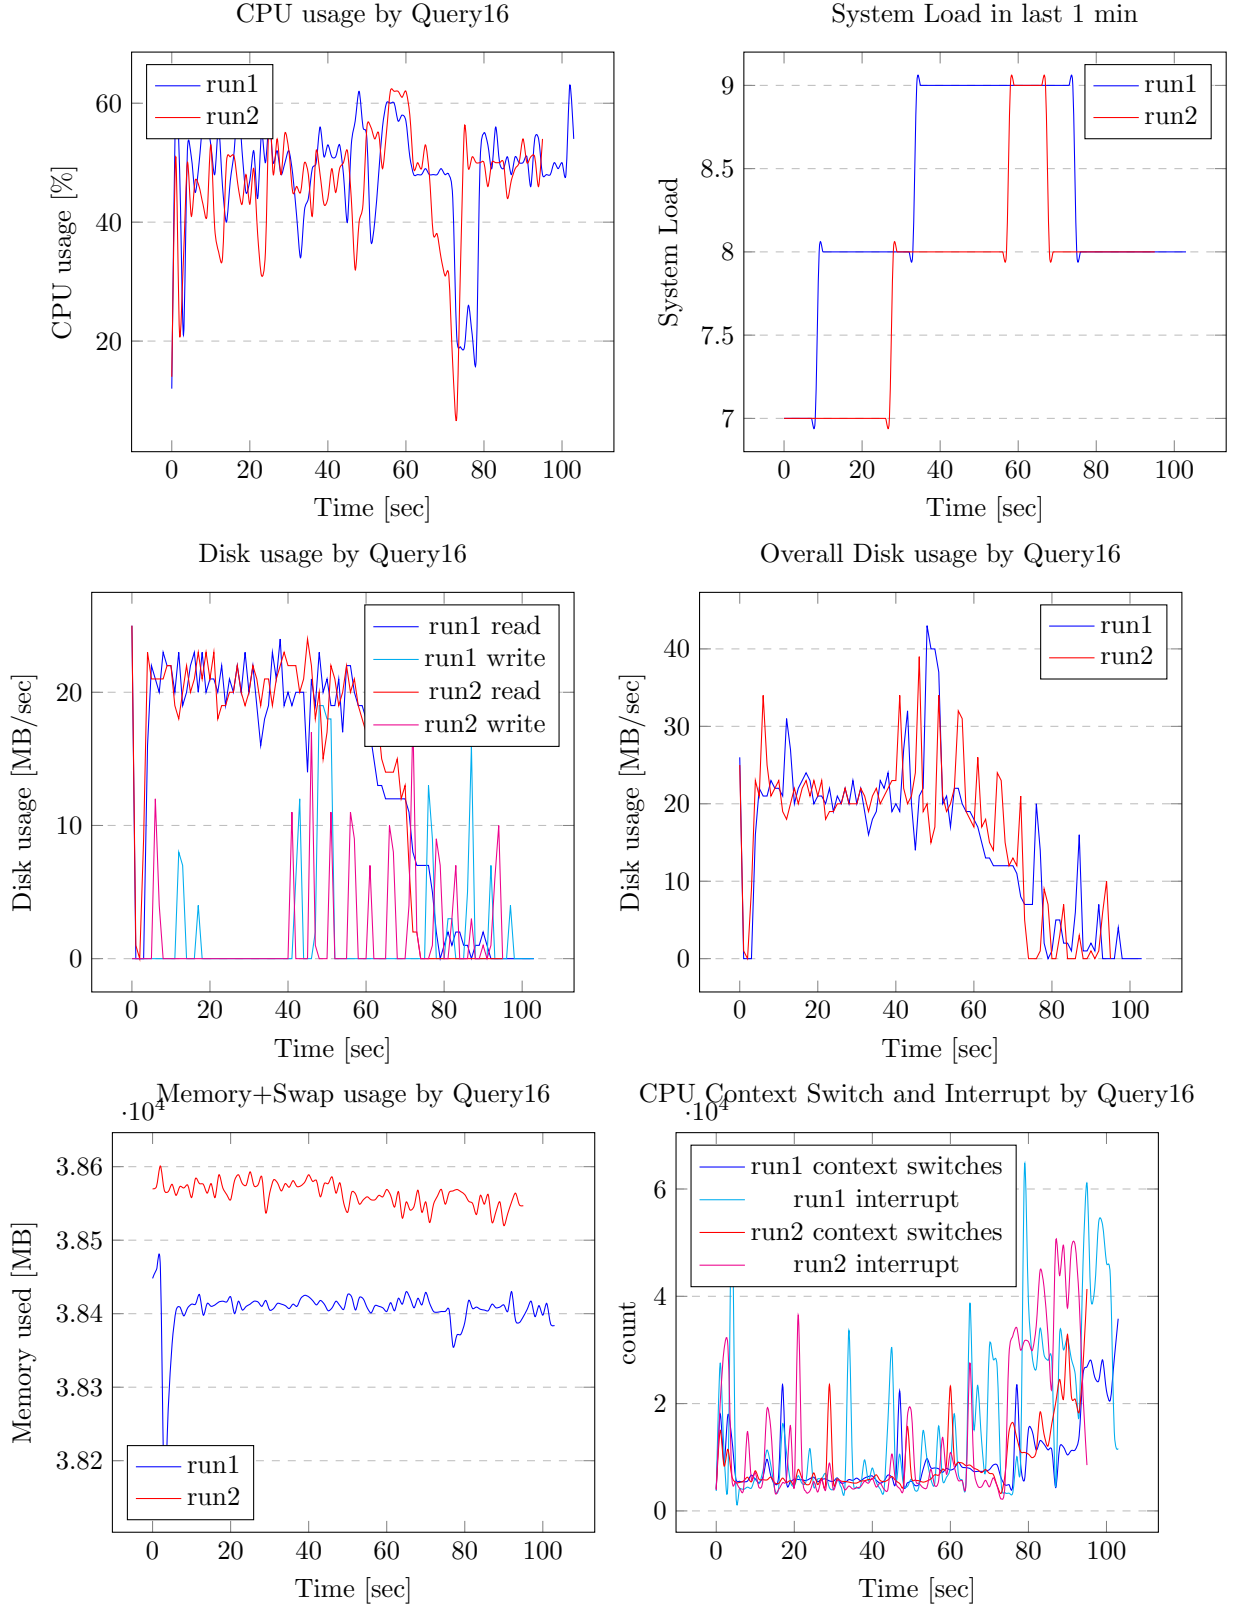 CPU usage by Query16
CPU usage [%]
60
40
20
run1
run2
0 20 40 60 80 100
Time [sec]
System Load in last 1 min
System Load
9
8.5
8
7.5
7
run1
run2
0 20 40 60 80 100
Time [sec]
Disk usage by Query16
Disk usage [MB/sec]
20
10
0
run1 read
run1 write
run2 read
run2 write
0 20 40 60 80 100
Time [sec]
Overall Disk usage by Query16
Disk usage [MB/sec]
40
30
20
10
0
run1
run2
0 20 40 60 80 100
Time [sec]
Memory+Swap usage by Query16
·10⁴
Memory used [MB]
3.86
3.85
3.84
3.83
3.82
run1
run2
0 20 40 60 80 100
Time [sec]
CPU Context Switch and Interrupt by Query16
·10⁴
count
6
4
2
0
run1 context switches
run1 interrupt
run2 context switches
run2 interrupt
0 20 40 60 80 100
Time [sec]